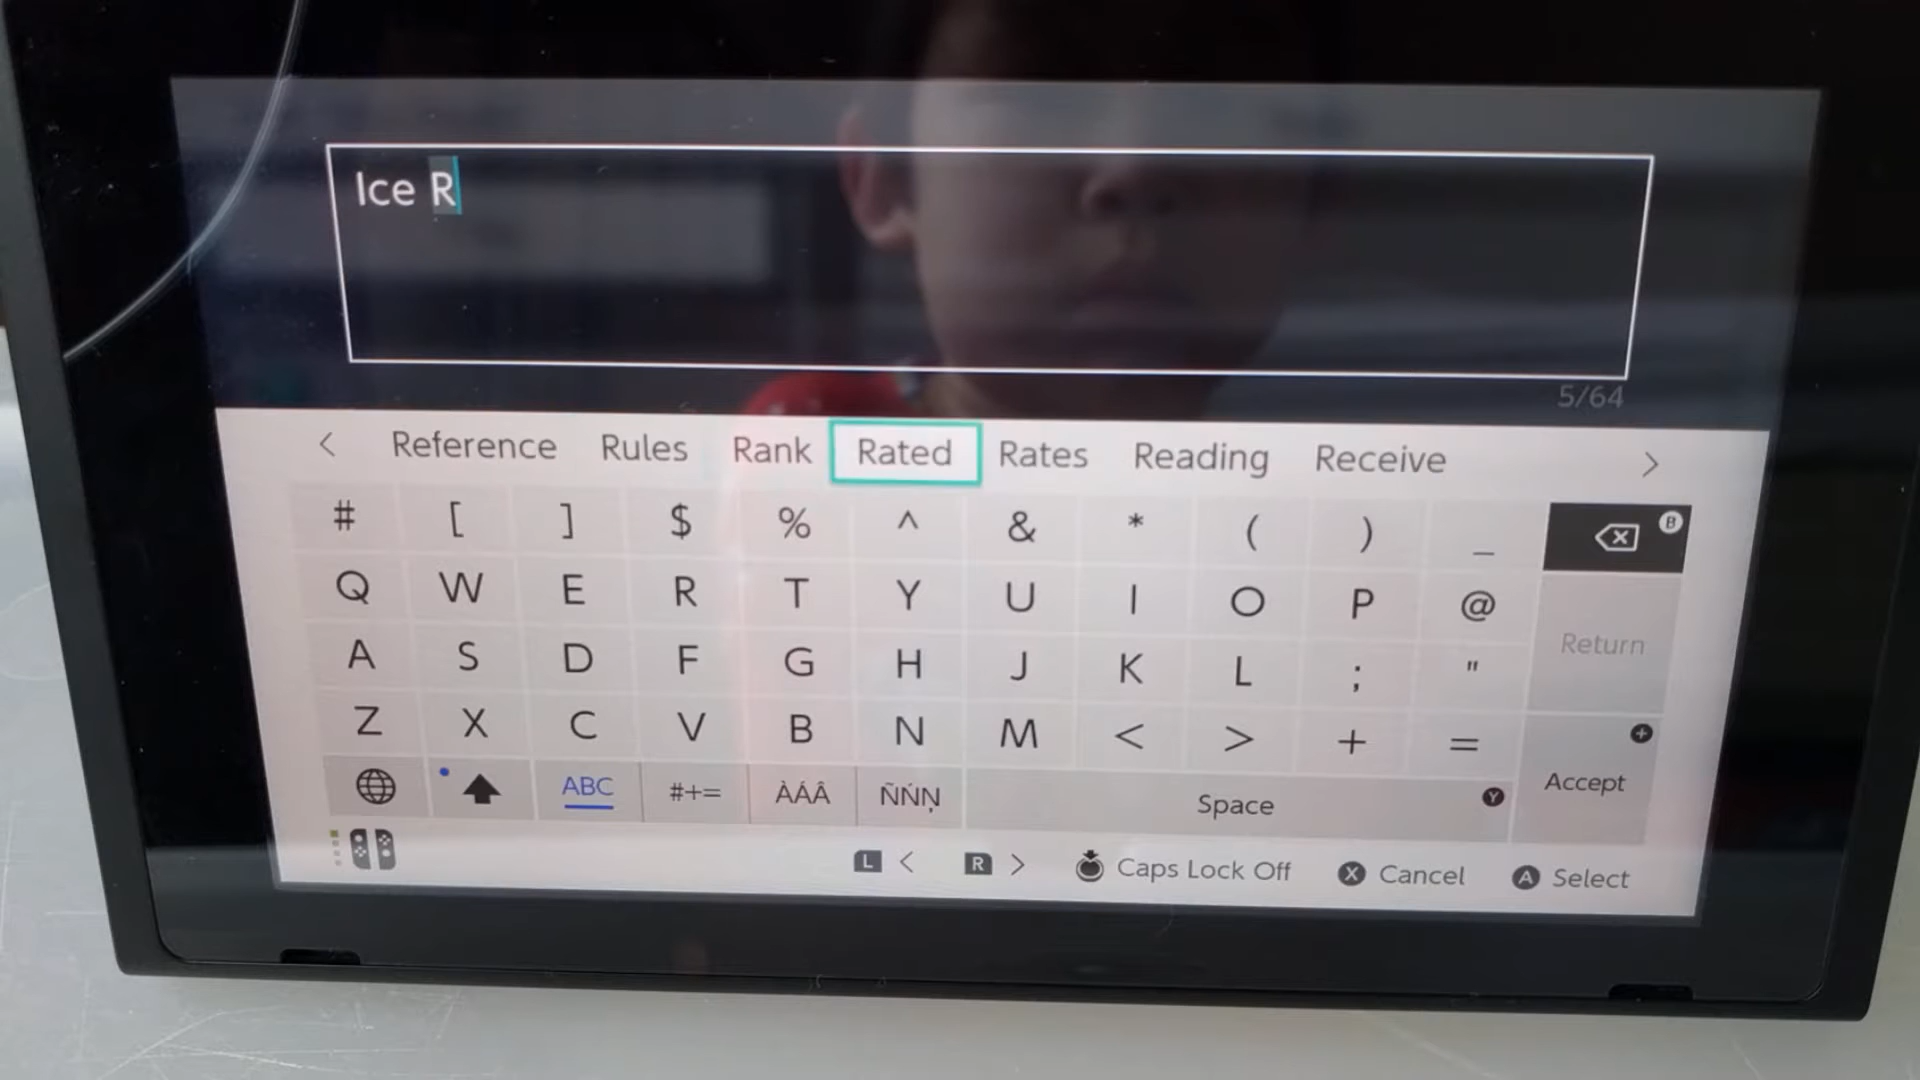 Ice R
5/64
< Reference Rules Rank Rated Rates Reading Receive >
# [ ] $ % ^ & * ( ) _ B
Q W E R T Y U I O P @
A S D F G H J K L ; " Return
Z X C V B N M < > + = +
ABC #+= ÀÁÂ ÑŃŅ Space Y Accept
L < R > Caps Lock Off X Cancel A Select